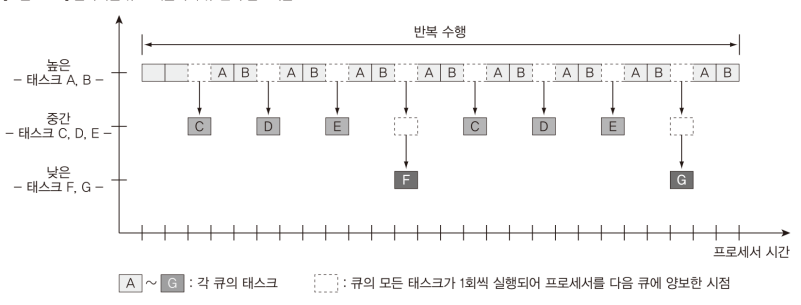 반복 수행
높은
– 태스크 A, B –
A B A B A B A B A B A B A B A B
중간
– 태스크 C, D, E –
C D E C D E
낮은
– 태스크 F, G –
F G
프로세서 시간
A ~ G : 각 큐의 태스크 : 큐의 모든 태스크가 1회씩 실행되어 프로세서를 다음 큐에 양보한 시점